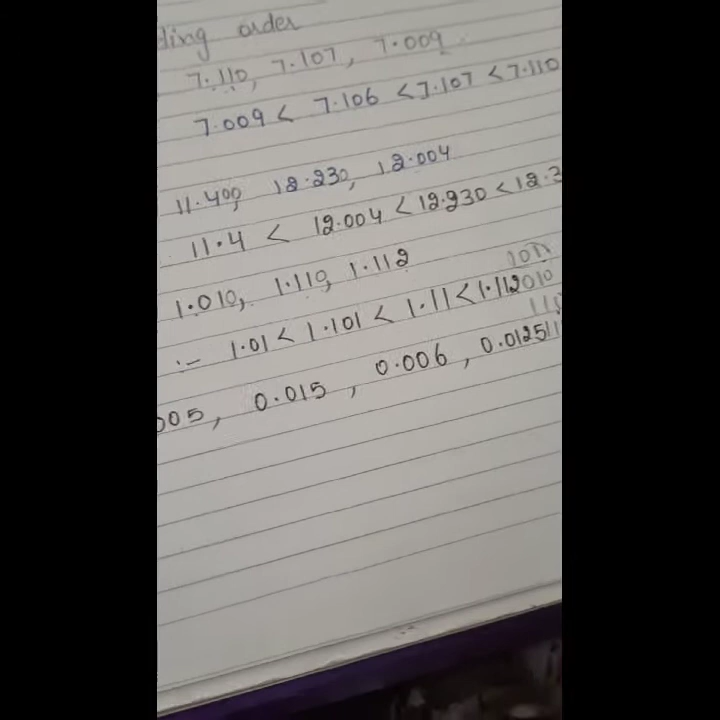 ding order
7.110, 7.107, 7.009
7.009 < 7.106 < 7.107 < 7.110
11.400, 12.230, 12.004
11.4 < 12.004 < 12.230 < 12.3
1.010, 1.110, 1.112
:- 1.01 < 1.101 < 1.11 < 1.112
005, 0.015, 0.006, 0.0125